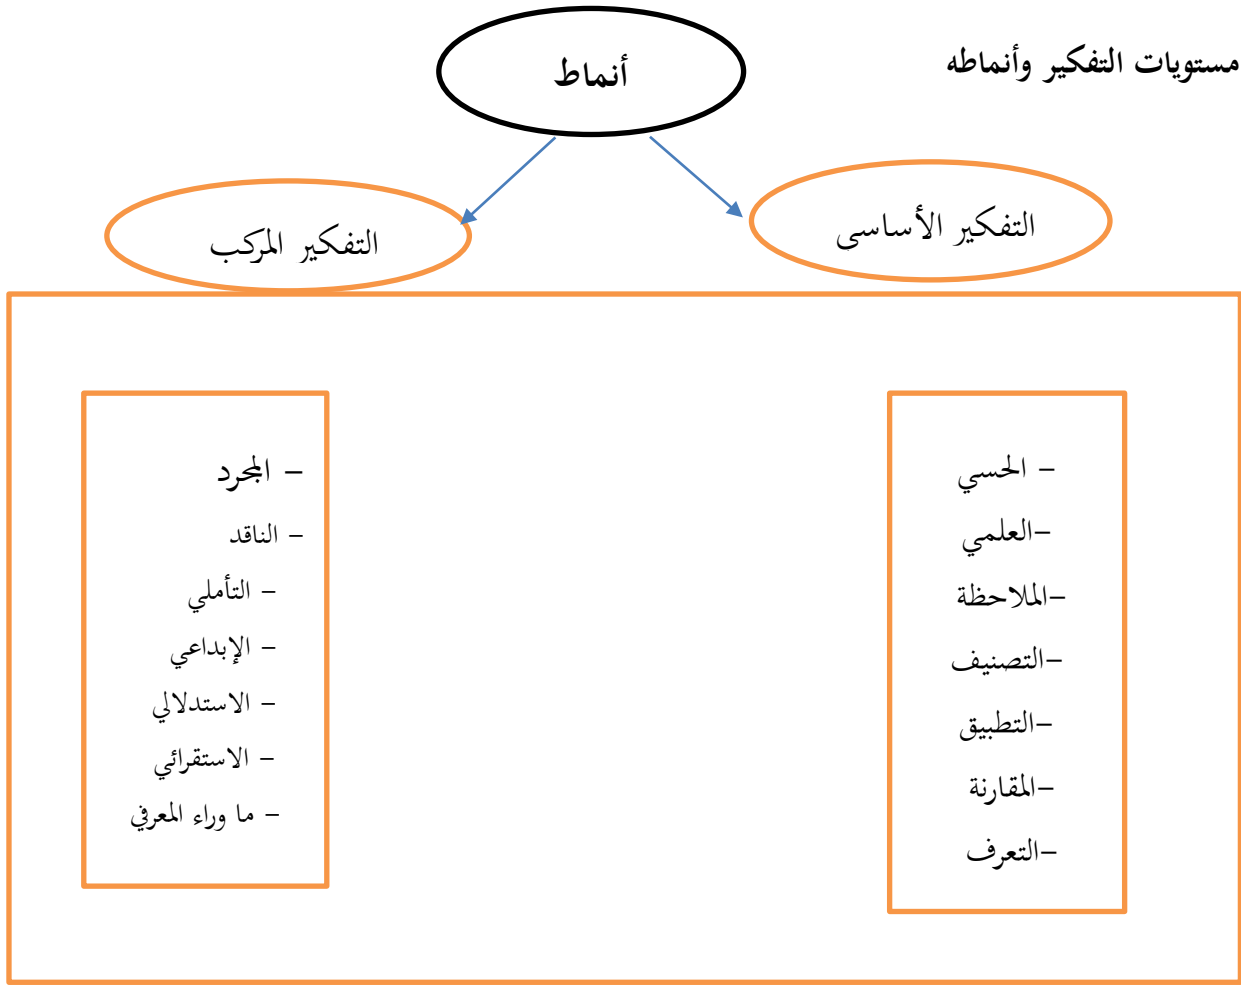 مستويات التفكير وأنماطه
أنماط
التفكير الأساسى
التفكير المركب
- الحسي
-العلمي
-الملاحظة
-التصنيف
-التطبيق
-المقارنة
-التعرف
- المجرد
- الناقد
- التأملي
- الإبداعي
- الاستدلالي
- الاستقرائي
- ما وراء المعرفي